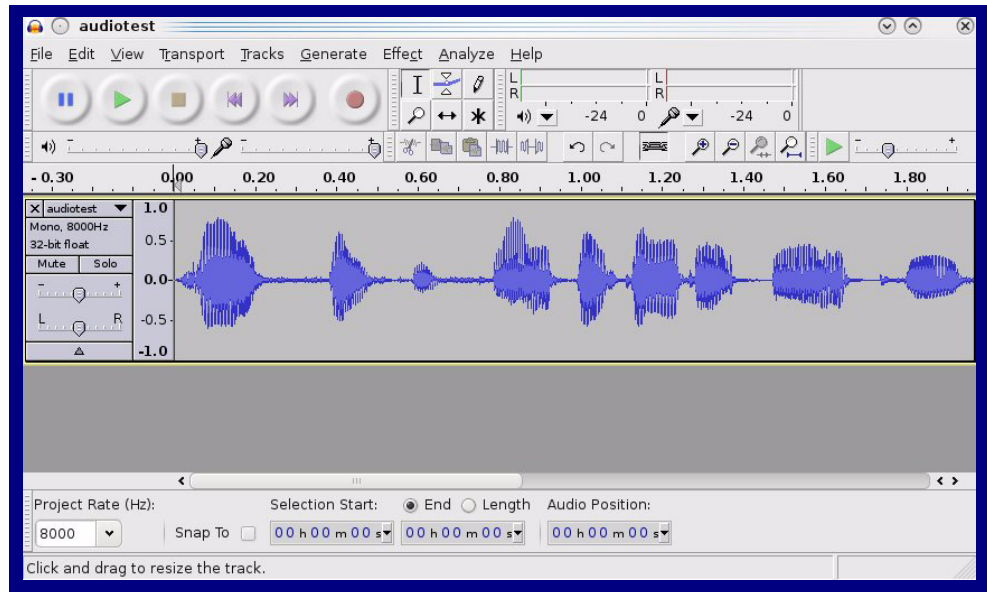 audiotest
File Edit View Transport Tracks Generate Effect Analyze Help
L
R
L
R
-24 0
-24 0
- 0.30 0.00 0.20 0.40 0.60 0.80 1.00 1.20 1.40 1.60 1.80
X audiotest
Mono, 8000Hz
32-bit float
Mute Solo
- +
L R
1.0
0.5
0.0
-0.5
-1.0
Project Rate (Hz): Selection Start: End Length Audio Position:
8000 Snap To 00 h 00 m 00 s 00 h 00 m 00 s 00 h 00 m 00 s
Click and drag to resize the track.